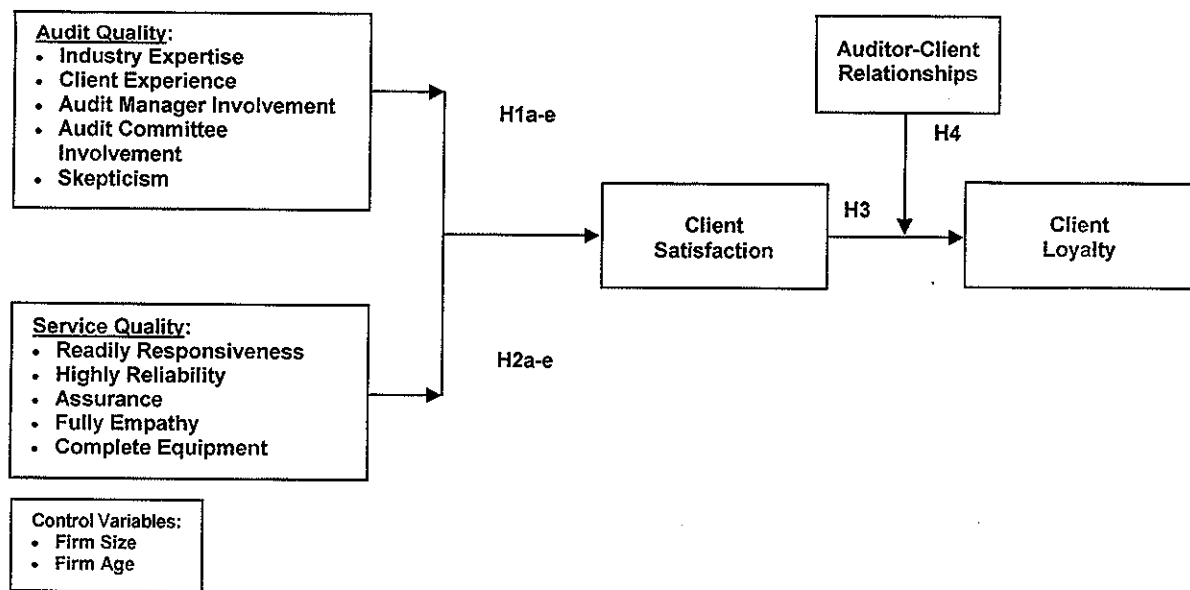 Audit Quality:
• Industry Expertise
• Client Experience
• Audit Manager Involvement
• Audit Committee
Involvement
• Skepticism
H1a-e
Auditor-Client
Relationships
H4
Client
Satisfaction
H3
Client
Loyalty
Service Quality:
• Readily Responsiveness
• Highly Reliability
• Assurance
• Fully Empathy
• Complete Equipment
H2a-e
Control Variables:
• Firm Size
• Firm Age